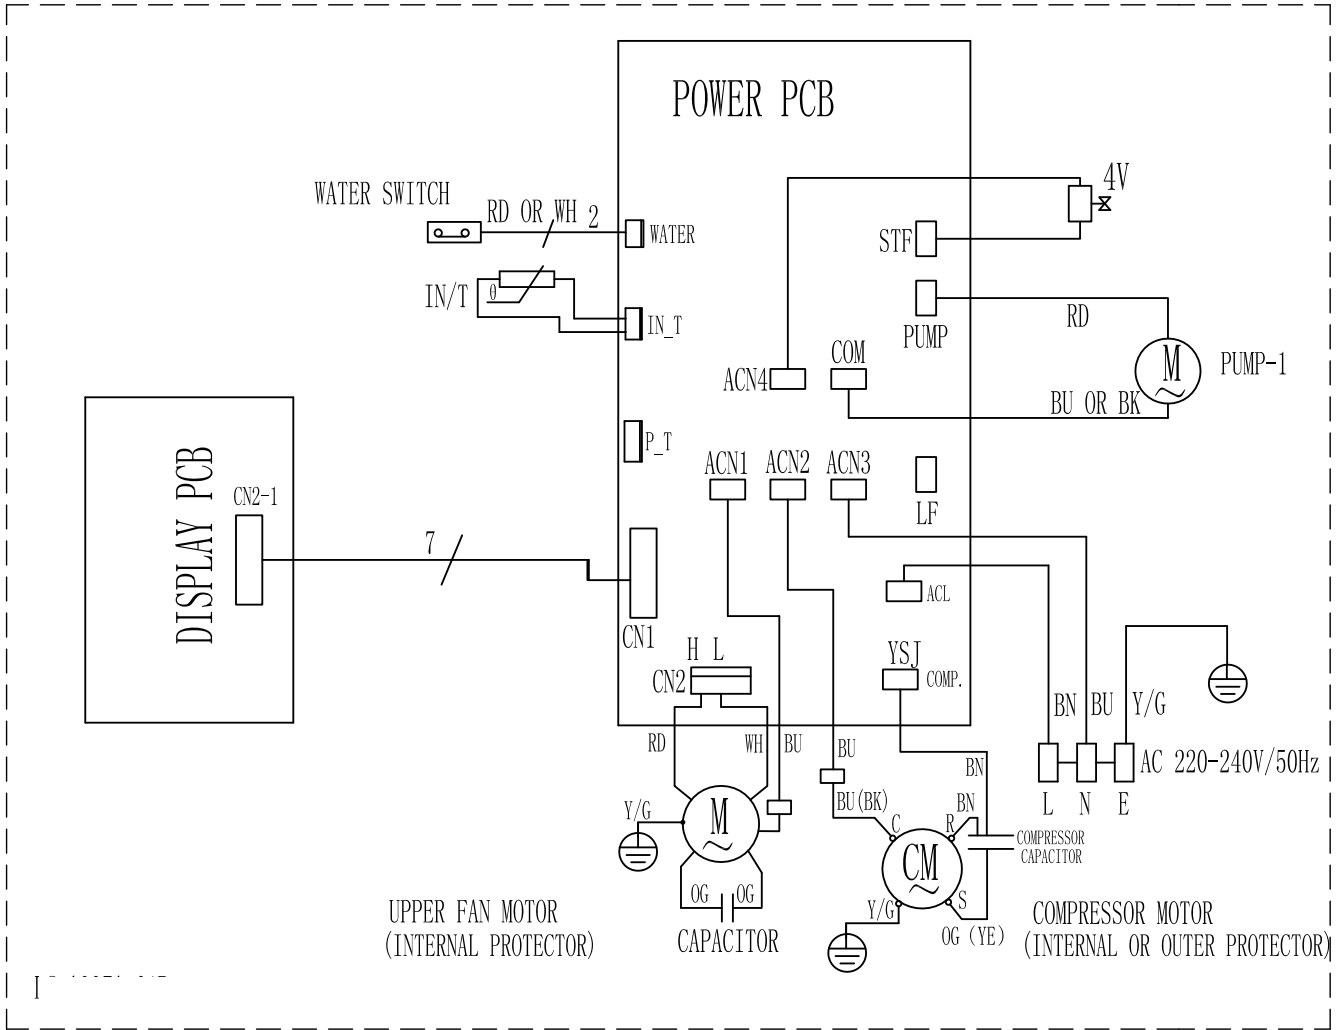 POWER PCB
4V
WATER SWITCH
RD OR WH 2
WATER
STF
θ
IN/T
IN_T
RD
PUMP
COM
PUMP-1
M
ACN4
BU OR BK
P_T
ACN1
ACN2
ACN3
DISPLAY PCB
CN2-1
LF
7
ACL
CN1
H L
YSJ
CN2
COMP.
BN
BU
Y/G
RD
WH
BU
BU
BN
AC 220-240V/50Hz
L
N
E
Y/G
M
BU(BK)
BN
C
R
COMPRESSOR
CAPACITOR
CM
OG
OG
Y/G
S
UPPER FAN MOTOR
(INTERNAL PROTECTOR)
CAPACITOR
OG(YE)
COMPRESSOR MOTOR
(INTERNAL OR OUTER PROTECTOR)